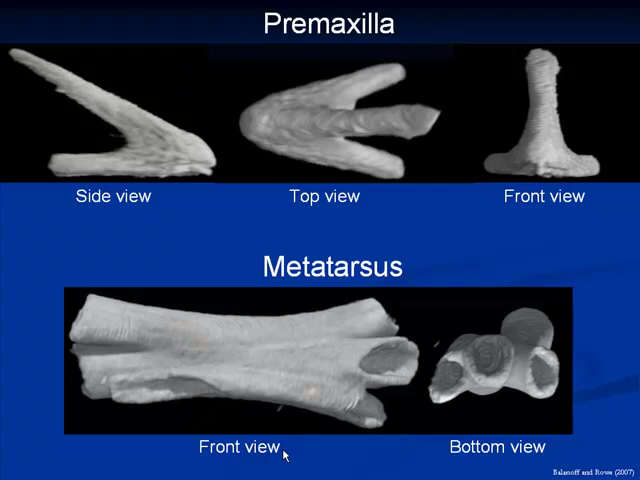 Premaxilla
Side view
Top view
Front view
Metatarsus
Front view
Bottom view
Balanoff and Rowe (2007)